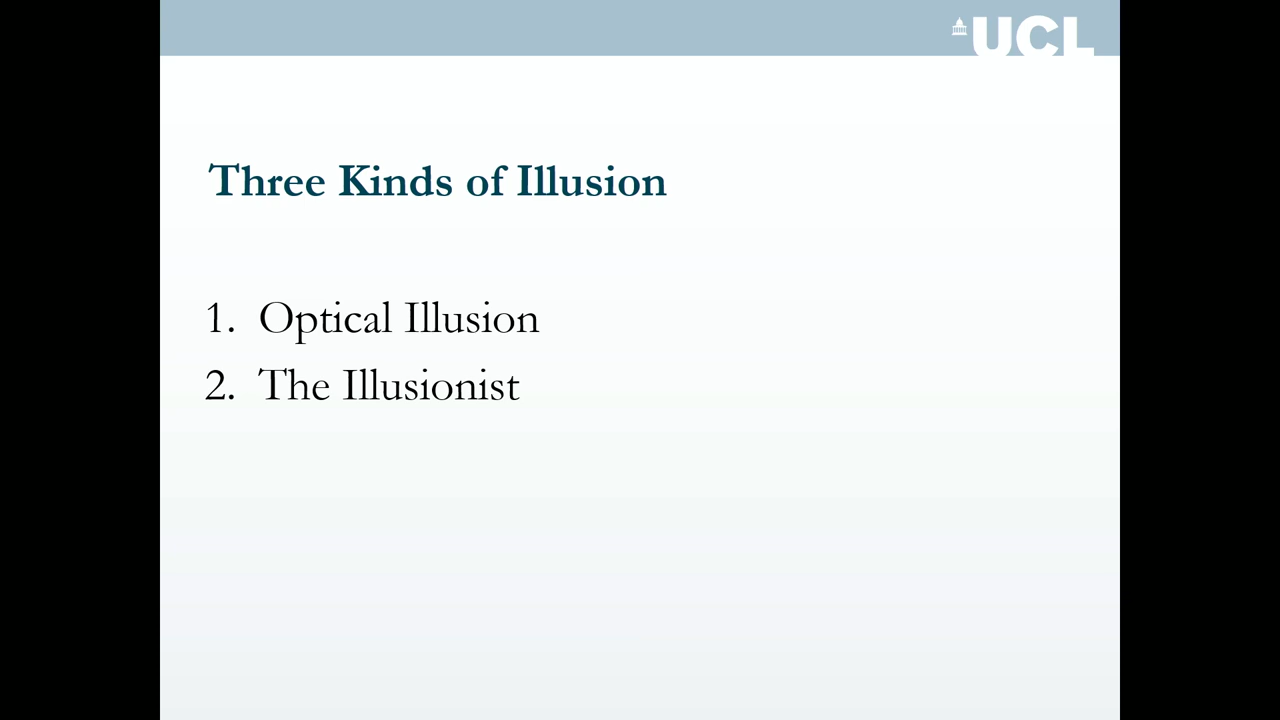 UCL
Three Kinds of Illusion
1. Optical Illusion
2. The Illusionist